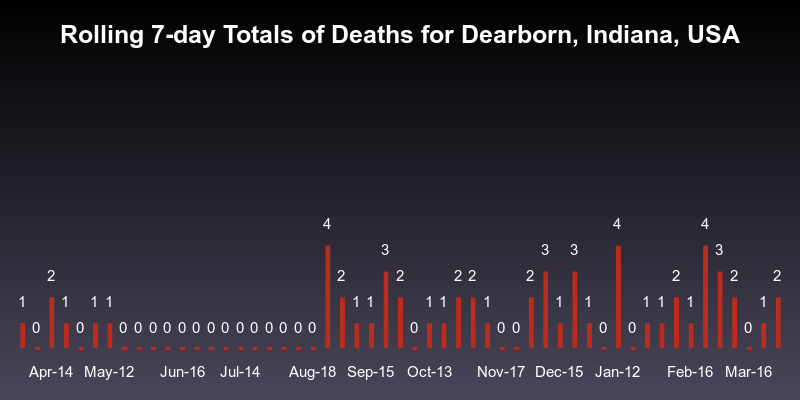 Rolling 7-day Totals of Deaths for Dearborn, Indiana, USA
1 0 2 1 0 1 1 0 0 0 0 0 0 0 0 0 0 0 0 0 0 4 2 1 1 3 2 0 1 1 2 2 1 0 0 2 3 1 3 1 0 4 0 1 1 2 1 4 3 2 0 1 2
Apr-14 May-12 Jun-16 Jul-14 Aug-18 Sep-15 Oct-13 Nov-17 Dec-15 Jan-12 Feb-16 Mar-16